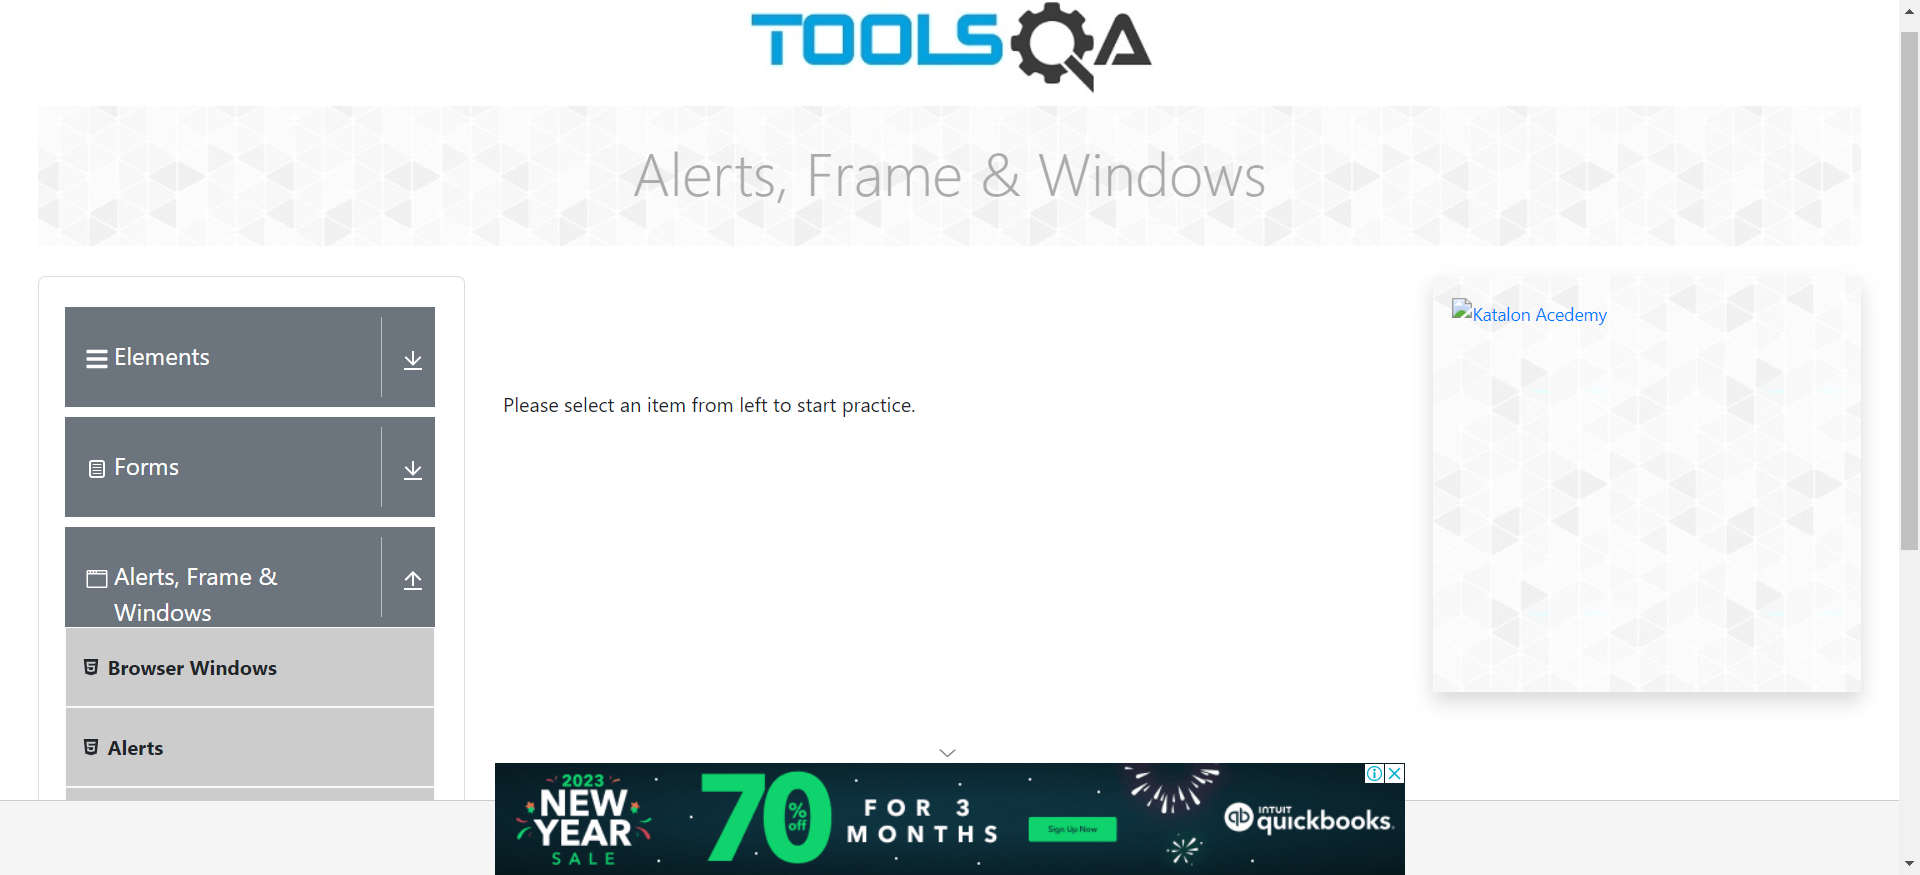 TOOLSQA
Alerts, Frame & Windows
Elements
Forms
Alerts, Frame &
Windows
Browser Windows
Alerts
Please select an item from left to start practice.
Katalon Acedemy
2023
NEW
YEAR
SALE
70% off
FOR 3
MONTHS
Sign Up Now
qb
INTUIT
quickbooks.